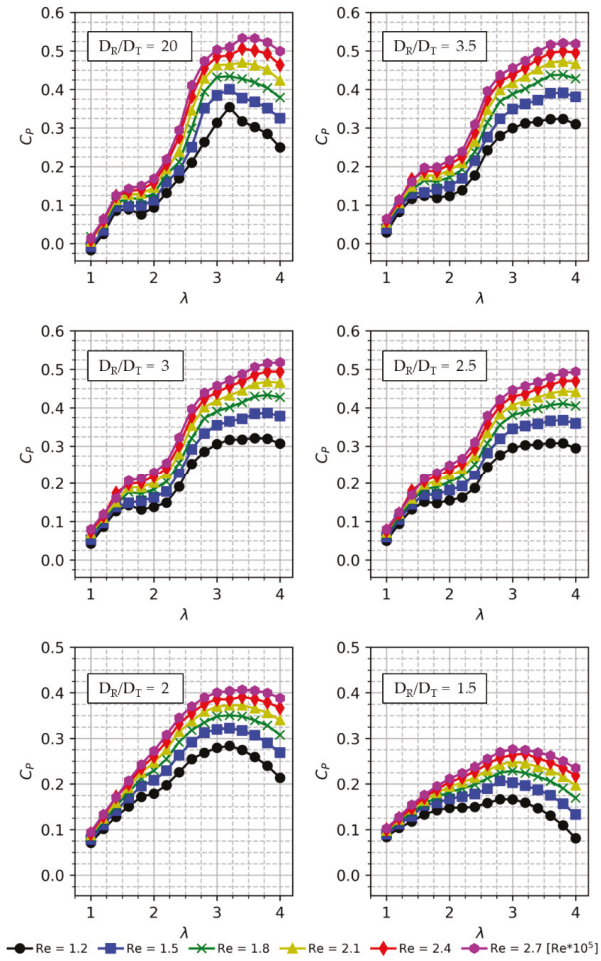 D_R/D_T = 20
0.6
0.5
0.4
0.3
0.2
0.1
0.0
C_P
1 2 3 4
λ
D_R/D_T = 3.5
0.6
0.5
0.4
0.3
0.2
0.1
0.0
C_P
1 2 3 4
λ
D_R/D_T = 3
0.6
0.5
0.4
0.3
0.2
0.1
0.0
C_P
1 2 3 4
λ
D_R/D_T = 2.5
0.6
0.5
0.4
0.3
0.2
0.1
0.0
C_P
1 2 3 4
λ
D_R/D_T = 2
0.5
0.4
0.3
0.2
0.1
0.0
C_P
1 2 3 4
λ
D_R/D_T = 1.5
0.5
0.4
0.3
0.2
0.1
0.0
C_P
1 2 3 4
λ
Re = 1.2 Re = 1.5 Re = 1.8 Re = 2.1 Re = 2.4 Re = 2.7 [Re*10⁵]